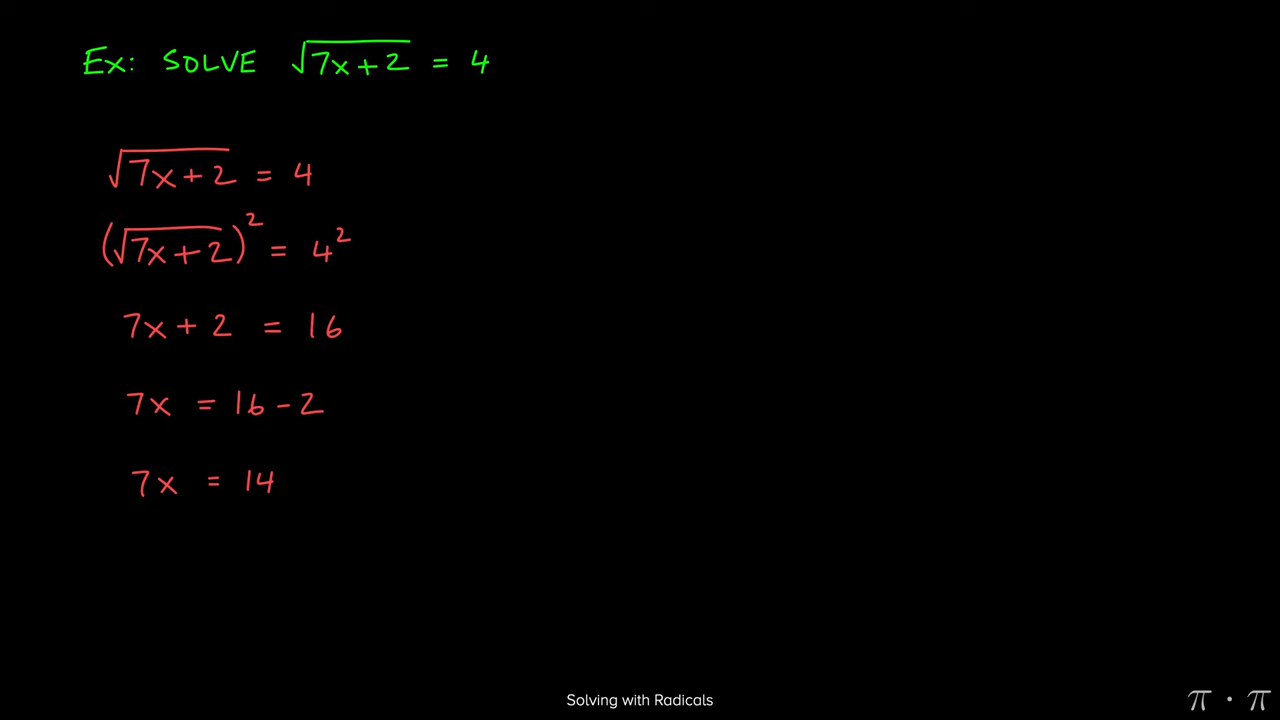 Ex: SOLVE √7x+2 = 4
√7x+2 = 4
(√7x+2)² = 4²
7x + 2 = 16
7x = 16 - 2
7x = 14
Solving with Radicals
π · π